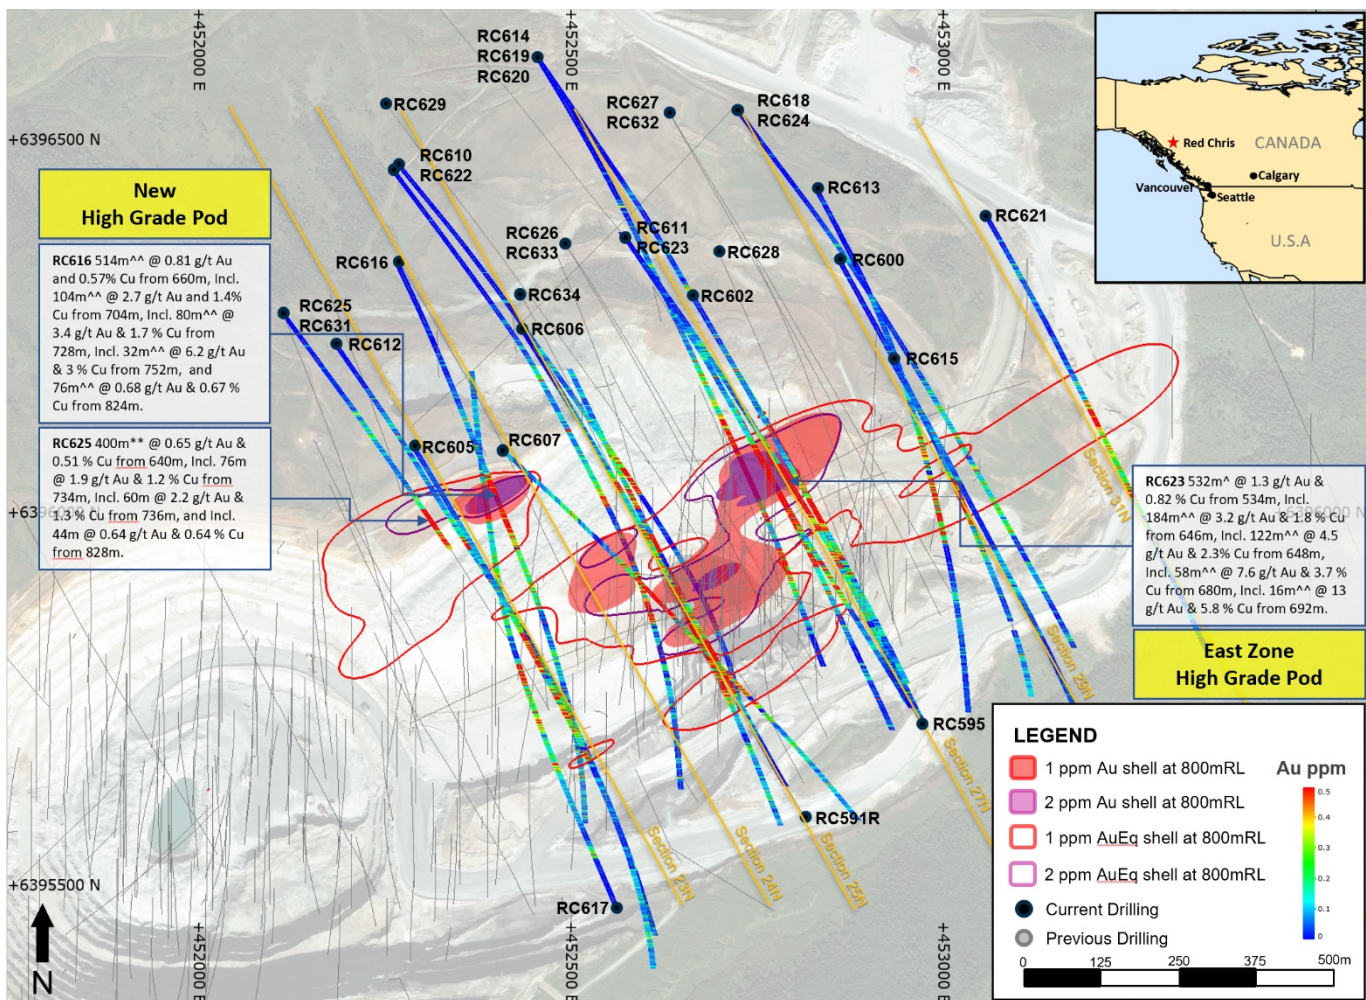 +452000 E
+452500 E
+453000 E
RC614
RC619
RC620
RC629
RC627
RC632
RC618
RC624
+6396500 N
RC610
RC622
RC613
RC621
RC626
RC633
RC611
RC623
RC628
RC600
RC616
RC634
RC602
RC625
RC631
RC606
RC612
RC615
RC605
RC607
CANADA
Red Chris
Calgary
Vancouver
Seattle
U.S.A
New
High Grade Pod
RC616 514m^^ @ 0.81 g/t Au
and 0.57% Cu from 660m, Incl.
104m^^ @ 2.7 g/t Au and 1.4%
Cu from 704m, Incl. 80m^^ @
3.4 g/t Au & 1.7 % Cu from
728m, Incl. 32m^^ @ 6.2 g/t Au
& 3 % Cu from 752m, and
76m^^ @ 0.68 g/t Au & 0.67 %
Cu from 824m.
RC625 400m** @ 0.65 g/t Au &
0.51 % Cu from 640m, Incl. 76m
@ 1.9 g/t Au & 1.2 % Cu from
734m, Incl. 60m @ 2.2 g/t Au &
1.3 % Cu from 736m, and Incl.
44m @ 0.64 g/t Au & 0.64 % Cu
from 828m.
+6396000 N
+6396000 N
RC623 532m^ @ 1.3 g/t Au &
0.82 % Cu from 534m, Incl.
184m^^ @ 3.2 g/t Au & 1.8 % Cu
from 646m, Incl. 122m^^ @ 4.5
g/t Au & 2.3% Cu from 648m,
Incl. 58m^^ @ 7.6 g/t Au & 3.7 %
Cu from 680m, Incl. 16m^^ @ 13
g/t Au & 5.8 % Cu from 692m.
East Zone
High Grade Pod
Section 31N
Section 29N
Section 27N
Section 25N
Section 24N
Section 23N
RC595
RC591R
RC617
+6395500 N
N
+452000 E
+452500 E
+453000 E
LEGEND
1 ppm Au shell at 800mRL
2 ppm Au shell at 800mRL
1 ppm AuEq shell at 800mRL
2 ppm AuEq shell at 800mRL
Current Drilling
Previous Drilling
Au ppm
0.5
0.4
0.3
0.2
0.1
0
0 125 250 375 500m